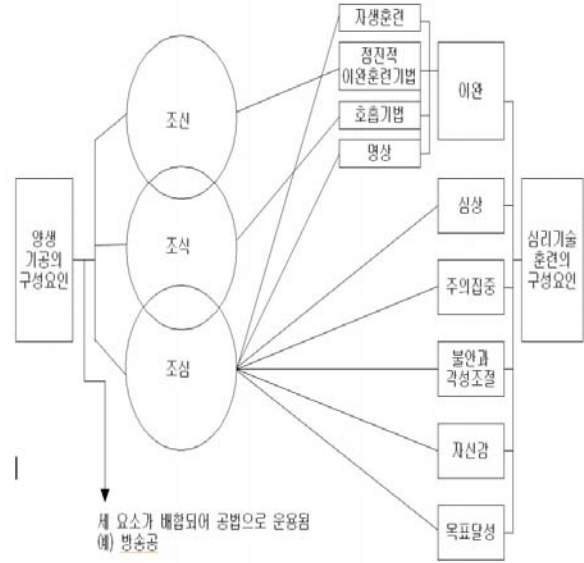 자생훈련
점진적
이완훈련기법
호흡기법
명상
이완
조신
조식
조심
양생
기공의
구성요인
심상
주의집중
불안과
각성조절
자신감
목표달성
심리기술
훈련의
구성요인
세 요소가 배합되어 공법으로 운용됨
(예) 방송공